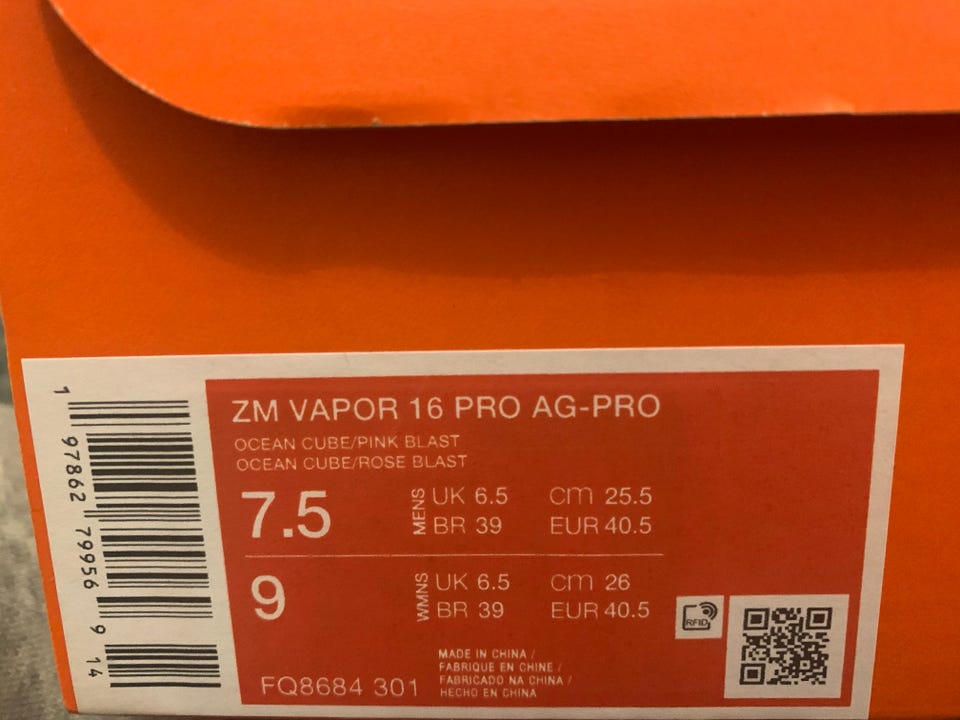 1 97862 79956 9 14
ZM VAPOR 16 PRO AG-PRO
OCEAN CUBE/PINK BLAST
OCEAN CUBE/ROSE BLAST
7.5 MENS UK 6.5 cm 25.5
BR 39 EUR 40.5
9 WMNS UK 6.5 cm 26
BR 39 EUR 40.5
RFID
FQ8684 301
MADE IN CHINA /
FABRIQUE EN CHINE /
FABRICADO NA CHINA /
HECHO EN CHINA